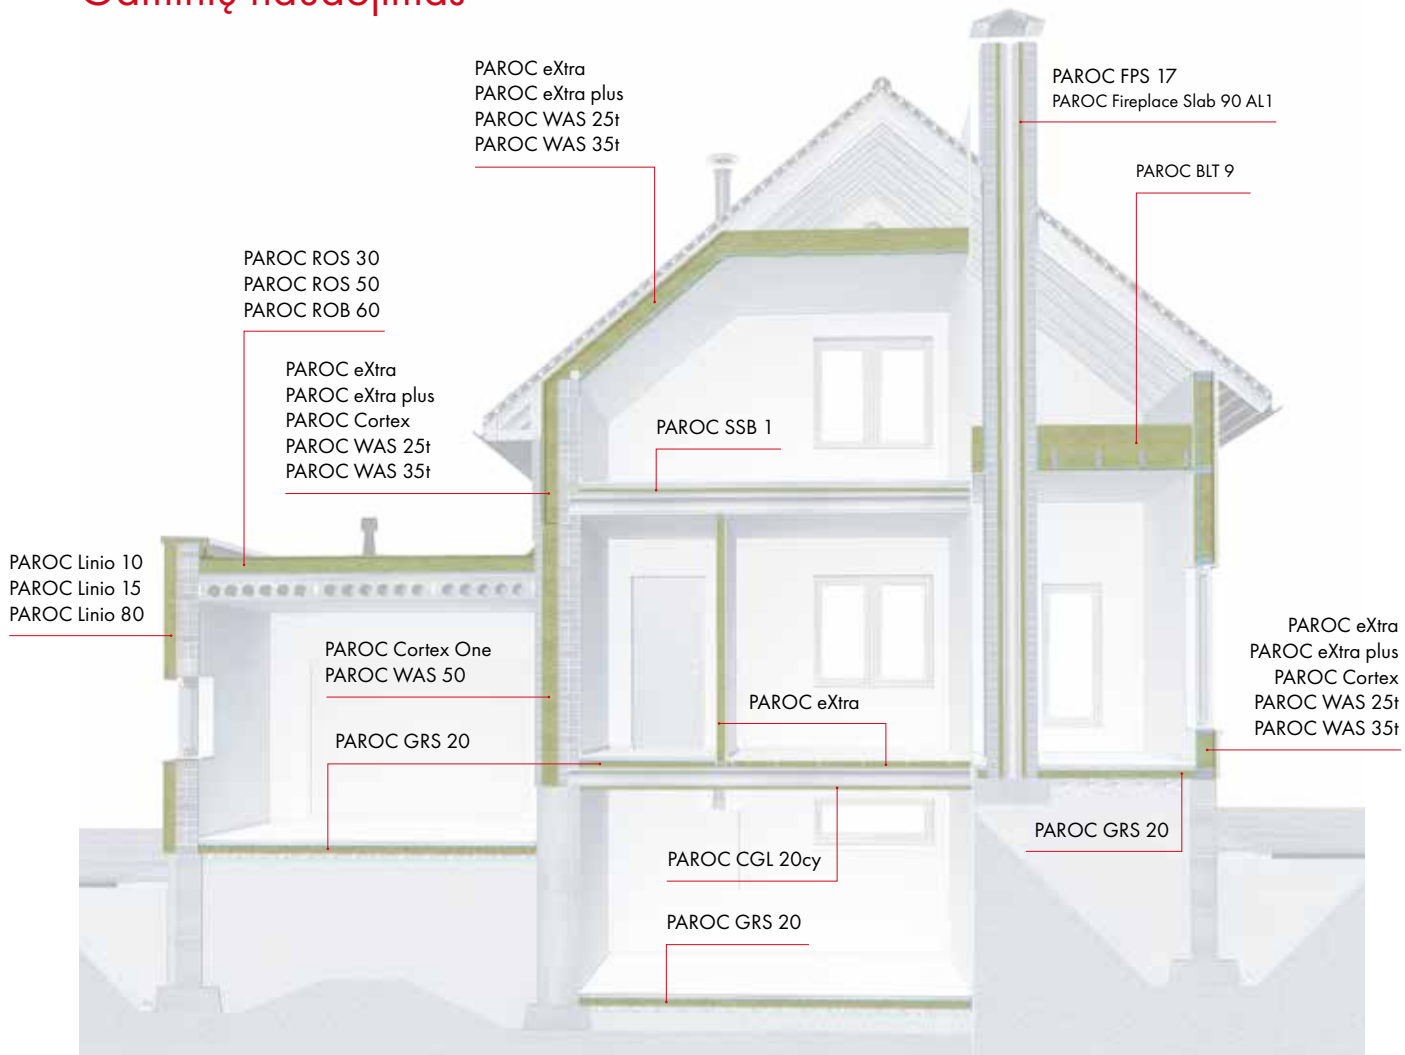 PAROC eXtra
PAROC eXtra plus
PAROC WAS 25t
PAROC WAS 35t
PAROC FPS 17
PAROC Fireplace Slab 90 AL1
PAROC BLT 9
PAROC ROS 30
PAROC ROS 50
PAROC ROB 60
PAROC eXtra
PAROC eXtra plus
PAROC Cortex
PAROC WAS 25t
PAROC WAS 35t
PAROC SSB 1
PAROC Linio 10
PAROC Linio 15
PAROC Linio 80
PAROC Cortex One
PAROC WAS 50
PAROC eXtra
PAROC eXtra
PAROC eXtra plus
PAROC Cortex
PAROC WAS 25t
PAROC WAS 35t
PAROC GRS 20
PAROC GRS 20
PAROC CGL 20cy
PAROC GRS 20